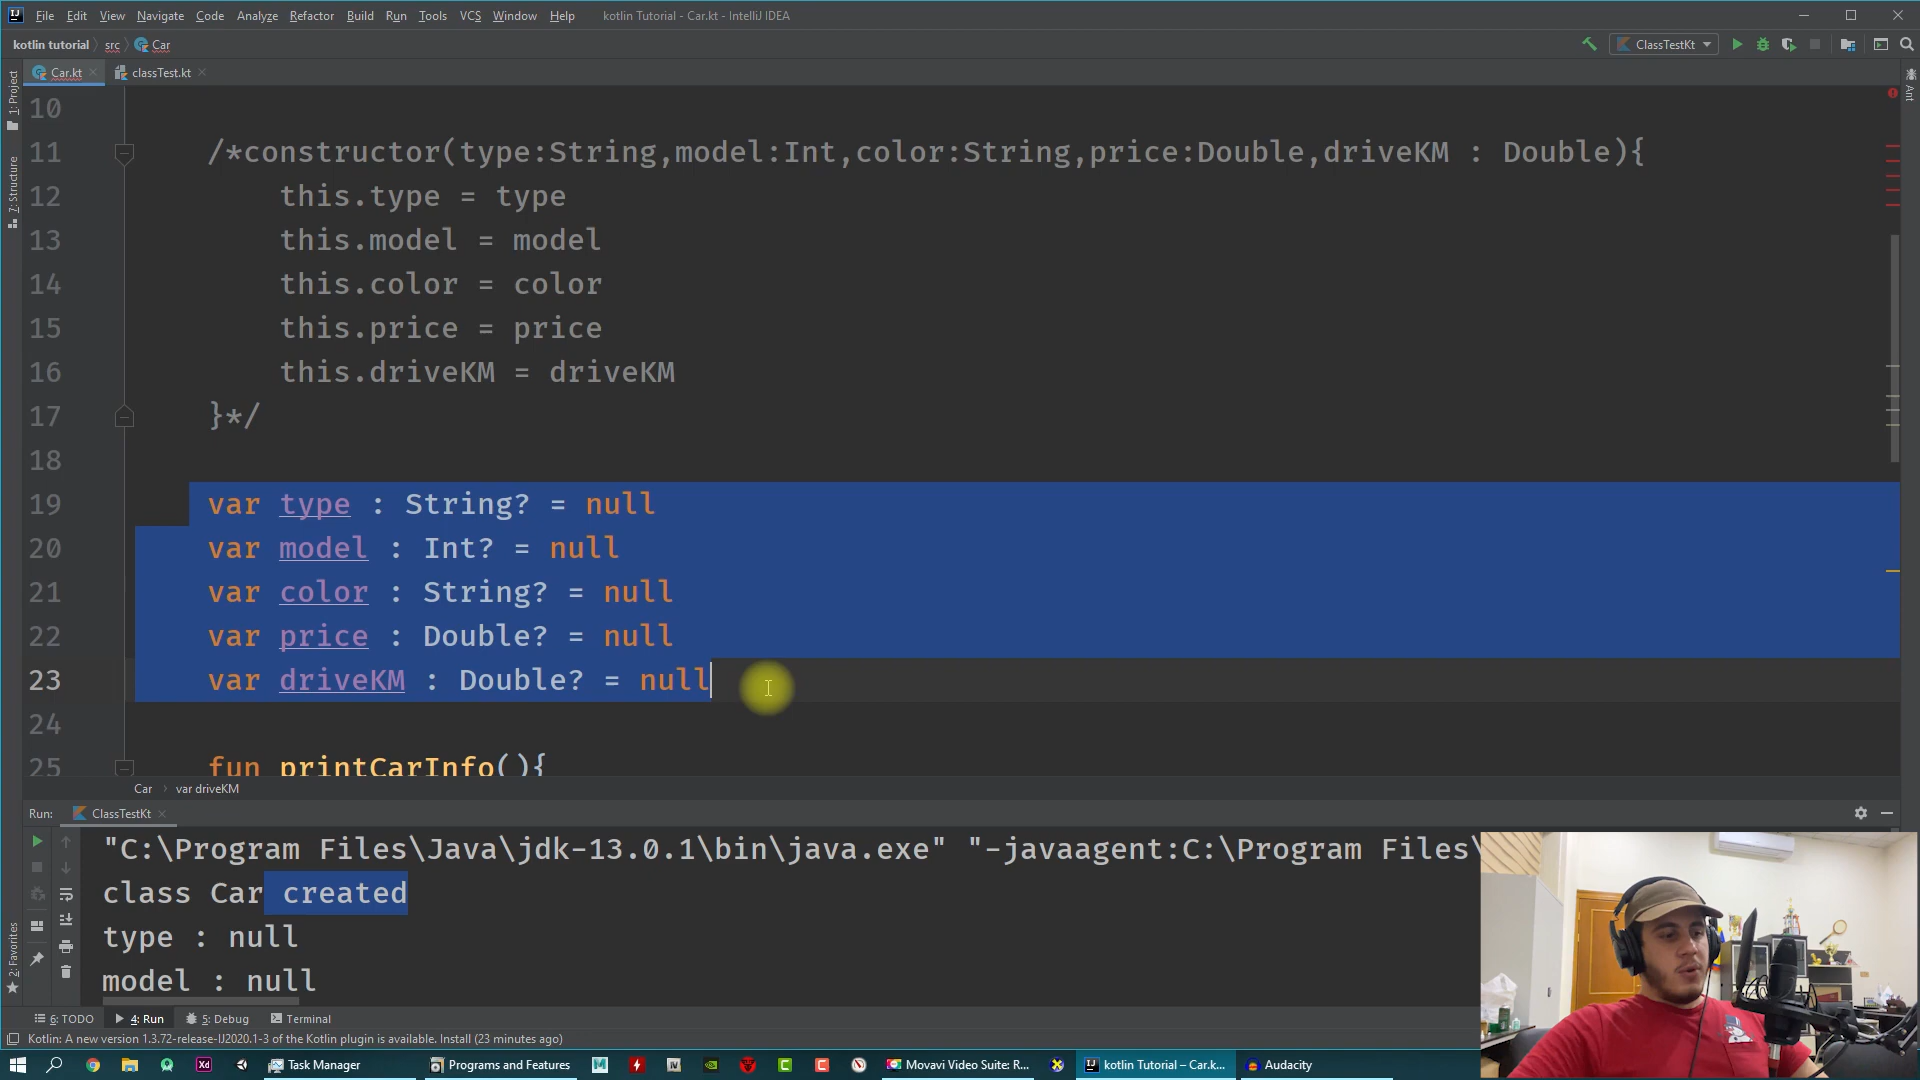 File Edit View Navigate Code Analyze Refactor Build Run Tools VCS Window Help kotlin Tutorial - Car.kt - IntelliJ IDEA
kotlin tutorial src Car ClassTestKt
Car.kt classTest.kt
1: Project
Ant
7: Structure
10
11 /*constructor(type:String,model:Int,color:String,price:Double,driveKM : Double){
12 this.type = type
13 this.model = model
14 this.color = color
15 this.price = price
16 this.driveKM = driveKM
17 }*/
18
19 var type : String? = null
20 var model : Int? = null
21 var color : String? = null
22 var price : Double? = null
23 var driveKM : Double? = null
24
25 fun printCarInfo(){
Car var driveKM
Run: ClassTestKt
"C:\Program Files\Java\jdk-13.0.1\bin\java.exe" "-javaagent:C:\Program Files\
class Car created
type : null
model : null
2: Favorites
6: TODO 4: Run 5: Debug Terminal
Kotlin: A new version 1.3.72-release-IJ2020.1-3 of the Kotlin plugin is available. Install (23 minutes ago)
Xd Task Manager Programs and Features Movavi Video Suite: R... kotlin Tutorial – Car.k... Audacity